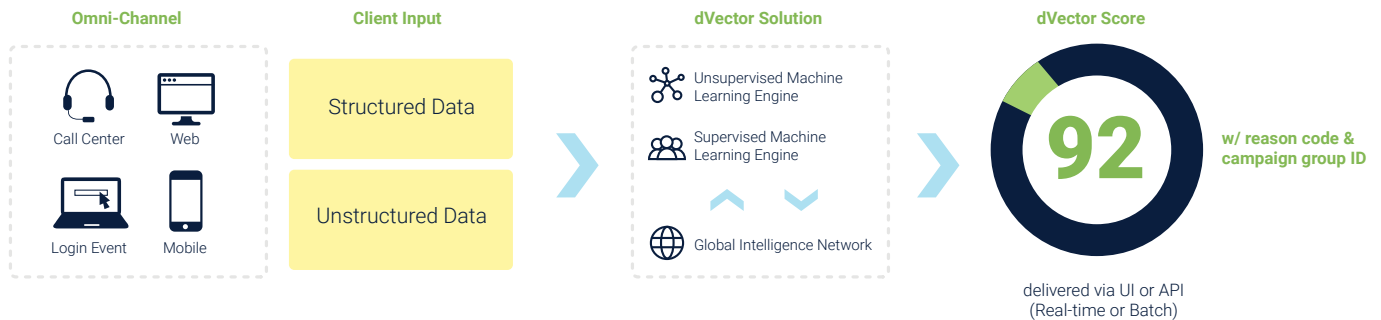 Omni-Channel
Call Center
Web
Login Event
Mobile
Client Input
Structured Data
Unstructured Data
dVector Solution
Unsupervised Machine
Learning Engine
Supervised Machine
Learning Engine
Global Intelligence Network
dVector Score
92
w/ reason code &
campaign group ID
delivered via UI or API
(Real-time or Batch)